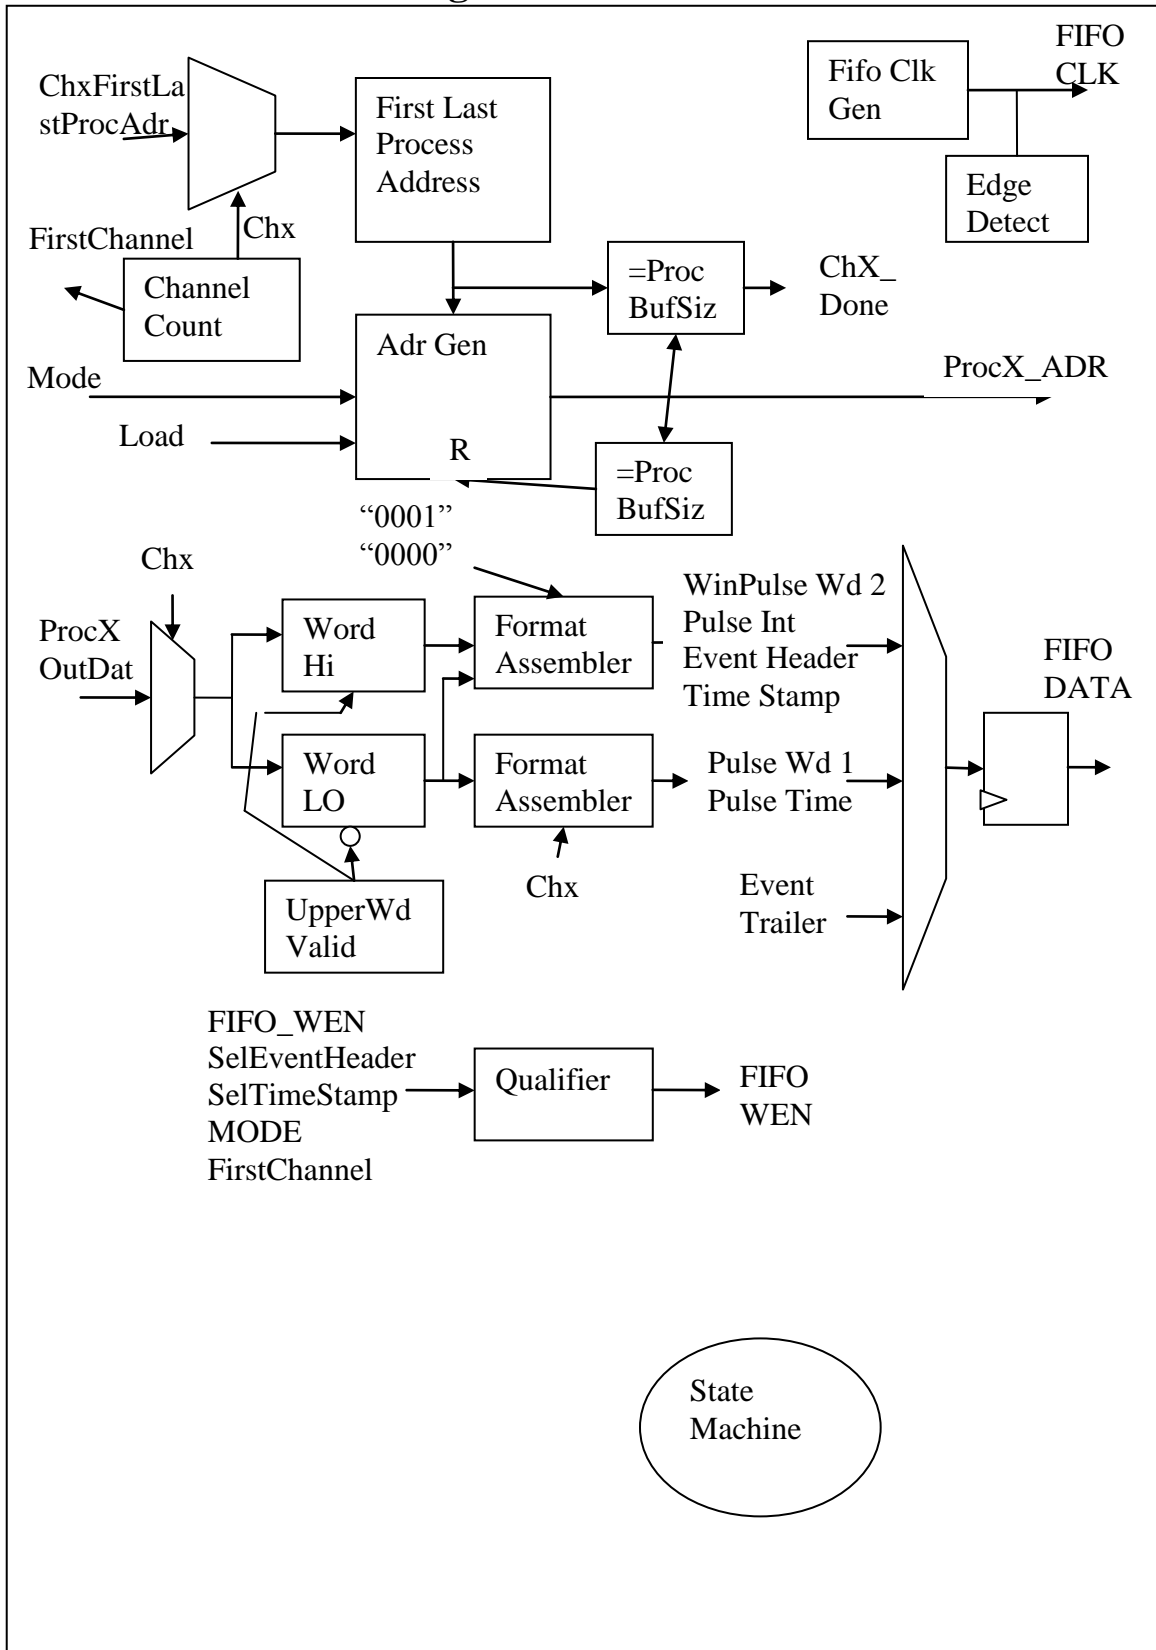 FIFO
CLK
Fifo Clk
Gen
ChxFirstLa
stProcAdr
First Last
Process
Address
Edge
Detect
Chx
FirstChannel
Channel
Count
=Proc
BufSiz
ChX_
Done
Adr Gen
Mode
ProcX_ADR
Load
R
=Proc
BufSiz
“0001”
“0000”
Chx
ProcX
OutDat
Word
Hi
Format
Assembler
WinPulse Wd 2
Pulse Int
Event Header
Time Stamp
FIFO
DATA
Word
LO
Format
Assembler
Pulse Wd 1
Pulse Time
Chx
UpperWd
Valid
Event
Trailer
FIFO_WEN
SelEventHeader
SelTimeStamp
MODE
FirstChannel
Qualifier
FIFO
WEN
State
Machine